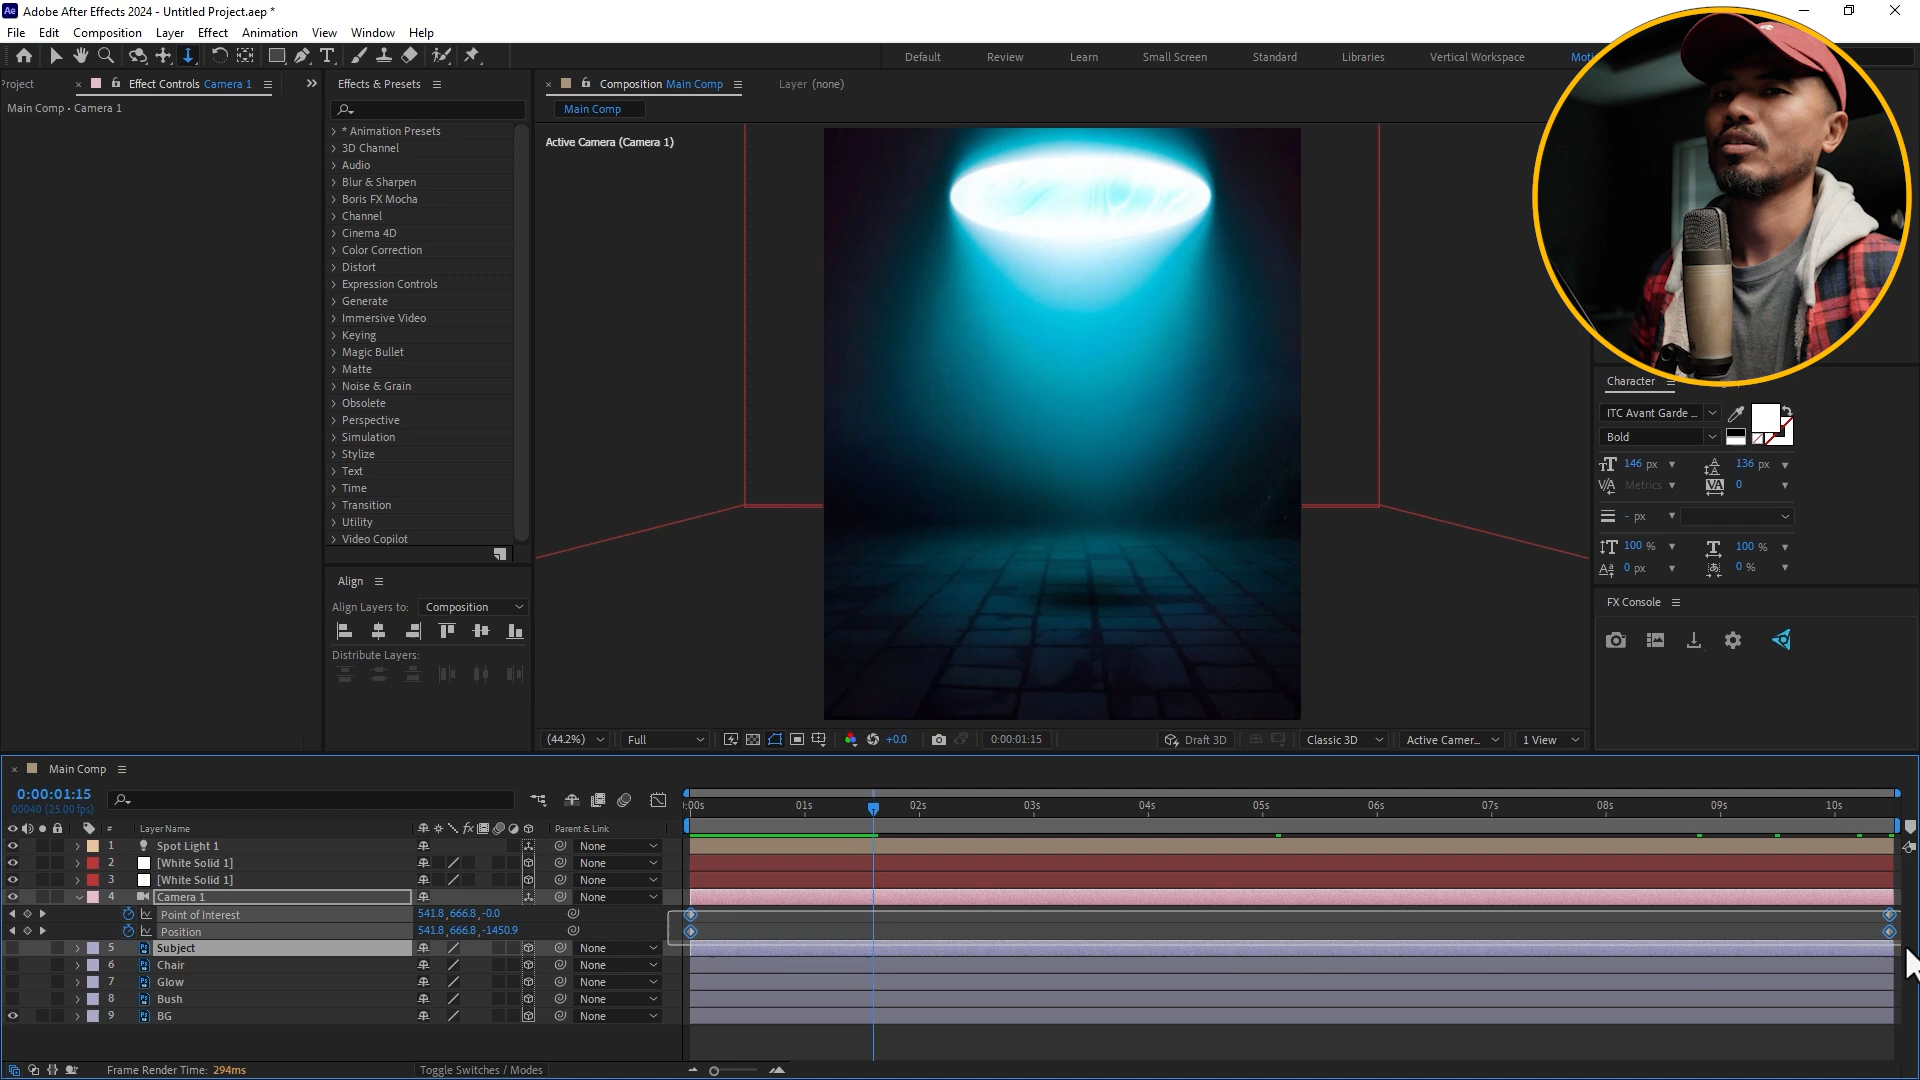 Adobe After Effects 2024 - Untitled Project.aep *
File Edit Composition Layer Effect Animation View Window Help
Default Review Learn Small Screen Standard Libraries Vertical Workspace
Effect Controls Camera 1
Main Comp • Camera 1
Effects & Presets
* Animation Presets
3D Channel
Audio
Blur & Sharpen
Boris FX Mocha
Channel
Cinema 4D
Color Correction
Distort
Expression Controls
Generate
Immersive Video
Keying
Magic Bullet
Matte
Noise & Grain
Obsolete
Perspective
Simulation
Stylize
Text
Time
Transition
Utility
Video Copilot
Align
Align Layers to: Composition
Distribute Layers:
Composition Main Comp
Layer (none)
Main Comp
Active Camera (Camera 1)
(44.2%) Full +0.0 0:00:01:15 Draft 3D Classic 3D Active Camer... 1 View
Character
ITC Avant Garde ...
Bold
146 px 136 px
Metrics 0
- px
100 % 100 %
0 px 0 %
FX Console
Main Comp
0:00:01:15
00040 (25.00 fps)
:00s 01s 02s 03s 04s 05s 06s 07s 08s 09s 10s
# Layer Name Parent & Link
1 Spot Light 1 None
2 [White Solid 1] None
3 [White Solid 1] None
4 Camera 1 None
Point of Interest 541.8,666.8,-0.0
Position 541.8,666.8,-1450.9
5 Subject None
6 Chair None
7 Glow None
8 Bush None
9 BG None
Frame Render Time: 294ms
Toggle Switches / Modes